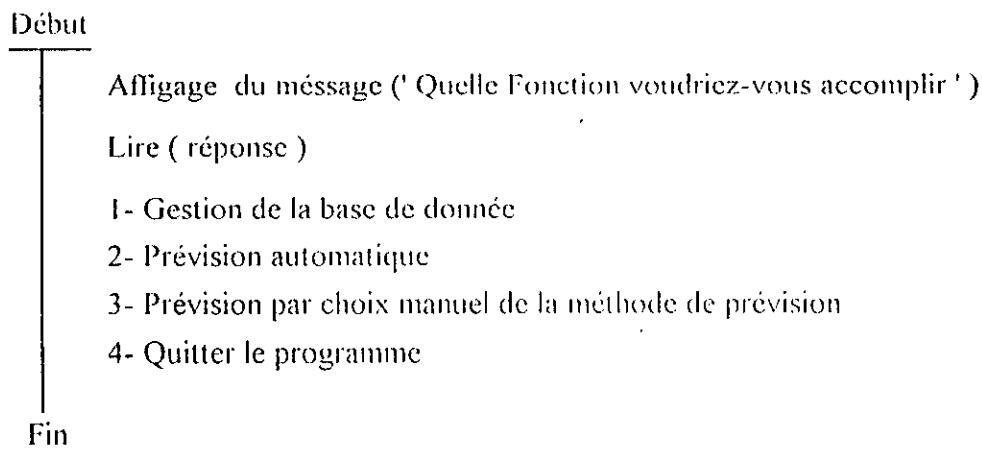 Début
Affigage du méssage (' Quelle Fonction voudriez-vous accomplir ' )
Lire ( réponse )
1- Gestion de la base de donnée
2- Prévision automatique
3- Prévision par choix manuel de la méthode de prévision
4- Quitter le programme
Fin